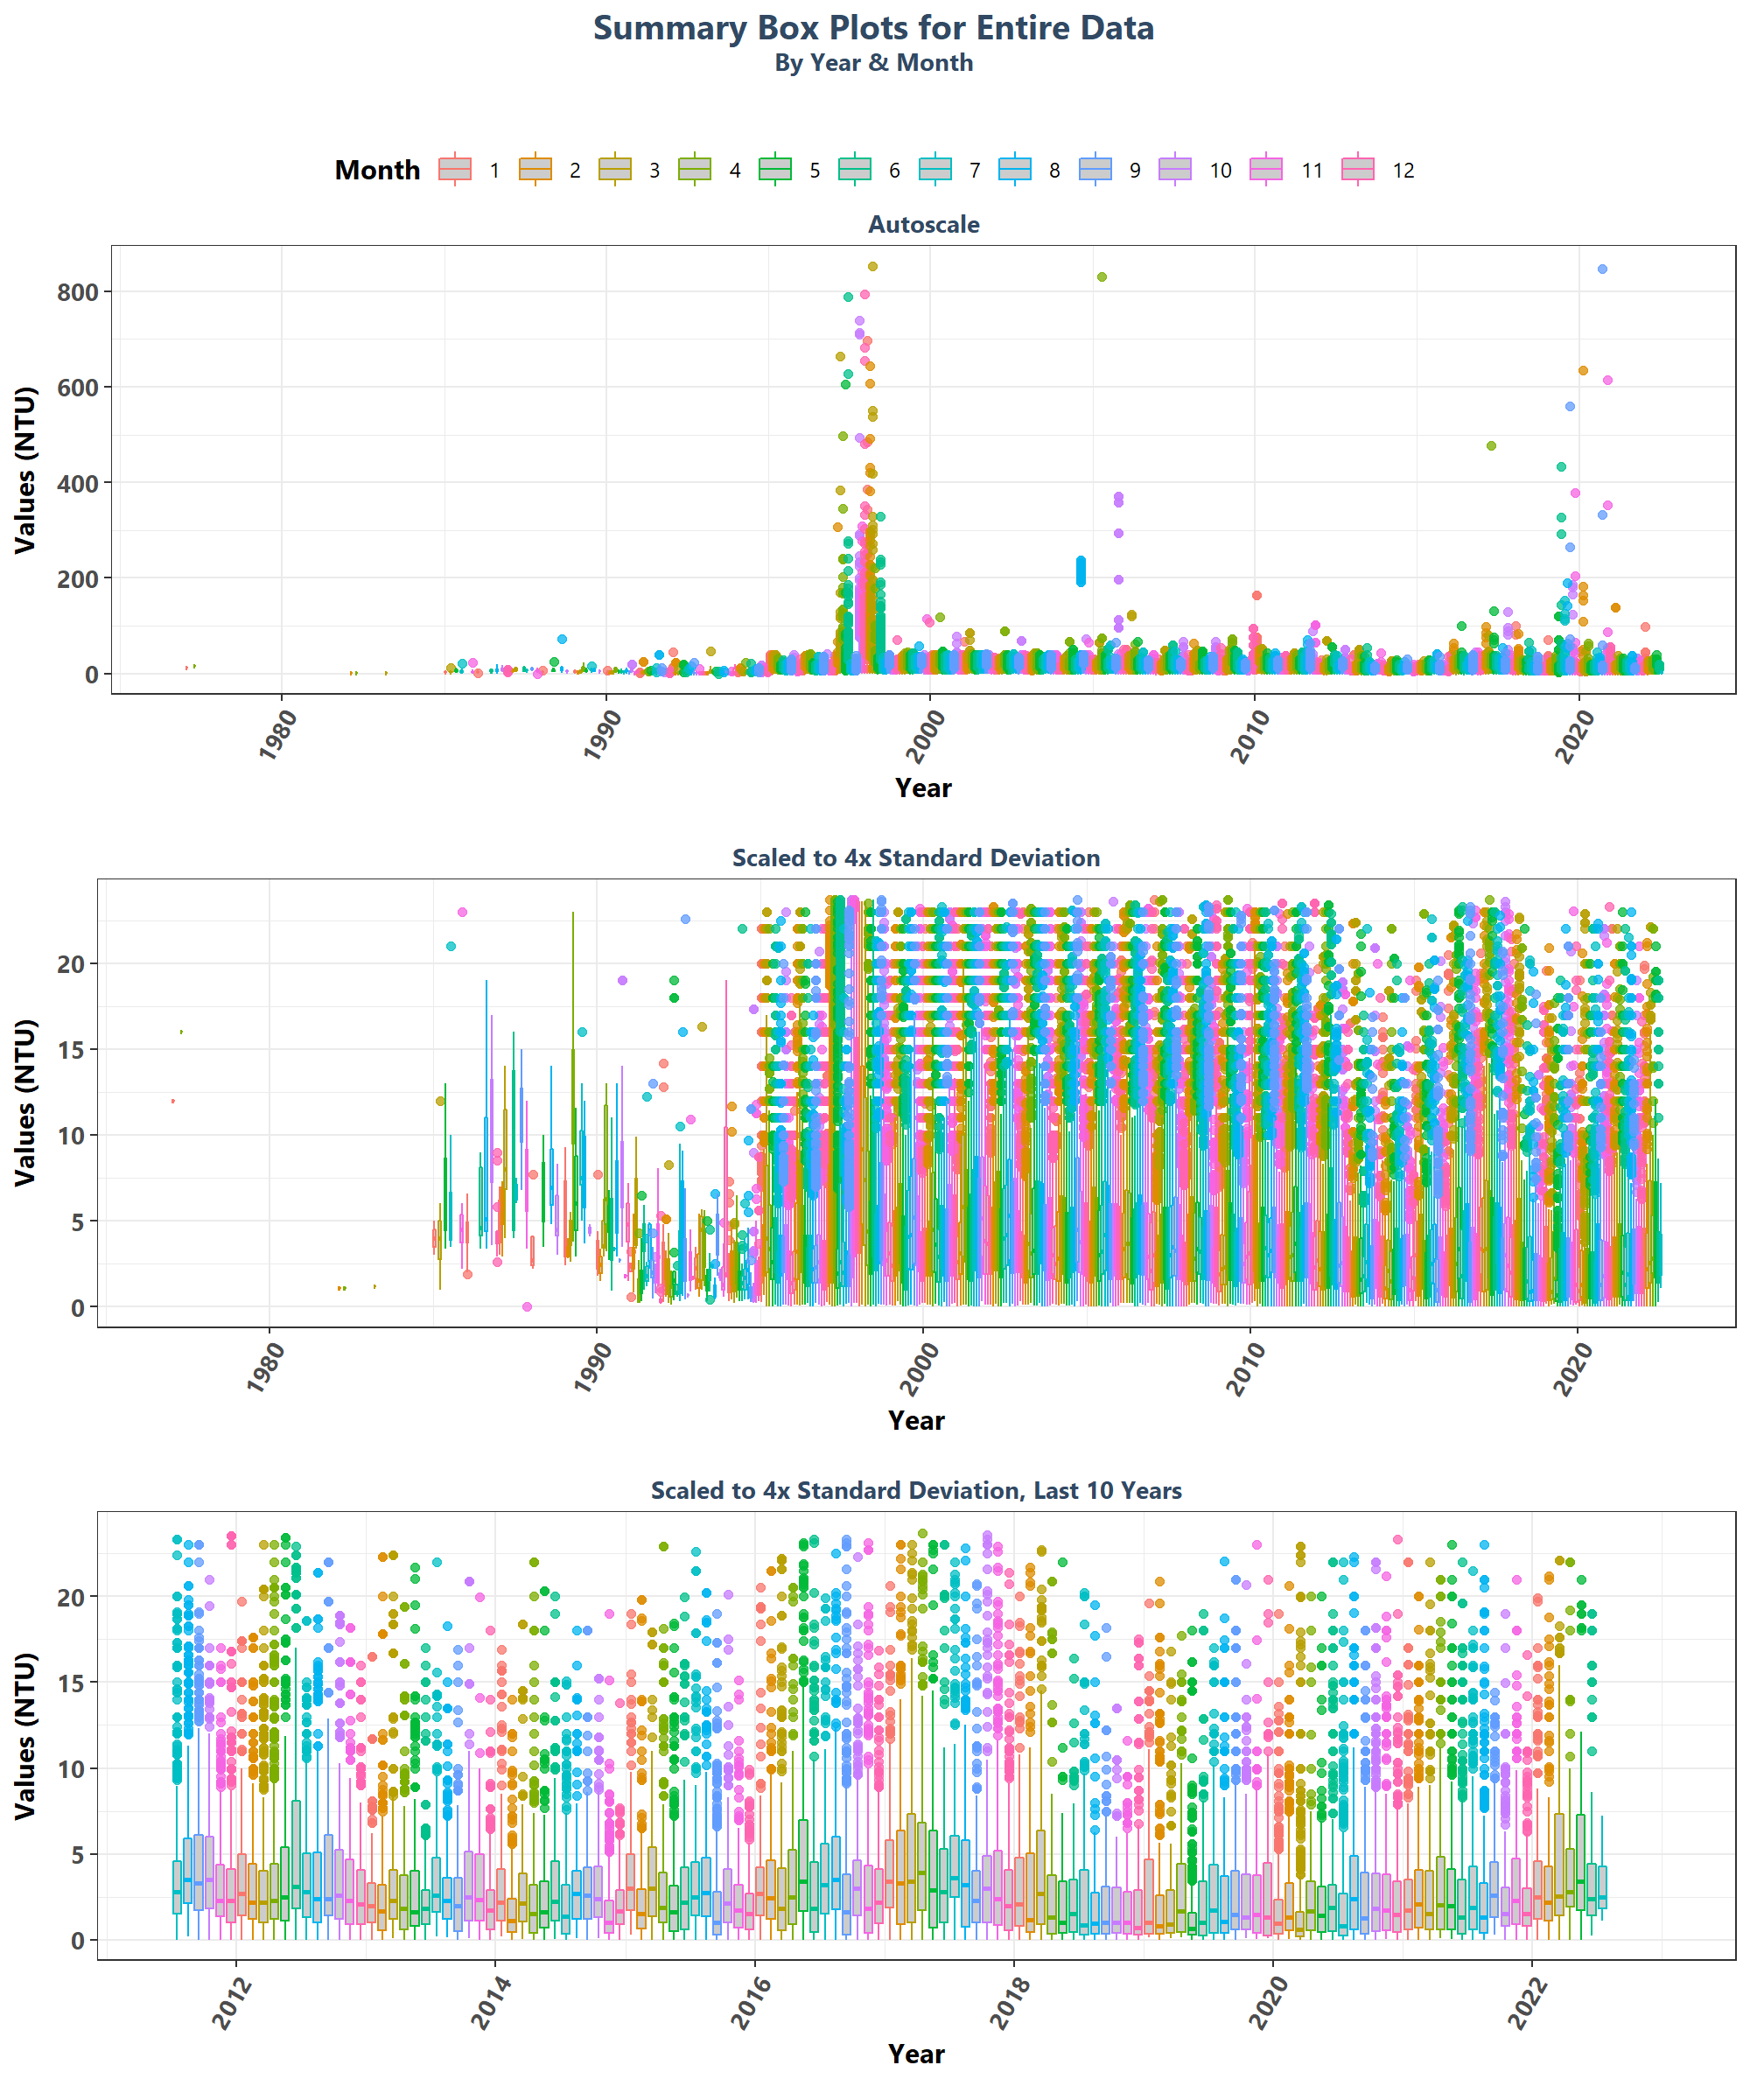 Summary Box Plots for Entire Data
By Year & Month
Month 1 2 3 4 5 6 7 8 9 10 11 12
Autoscale
Values (NTU)
800
600
400
200
0
1980 1990 2000 2010 2020
Year
Scaled to 4x Standard Deviation
Values (NTU)
20
15
10
5
0
1980 1990 2000 2010 2020
Year
Scaled to 4x Standard Deviation, Last 10 Years
Values (NTU)
20
15
10
5
0
2012 2014 2016 2018 2020 2022
Year